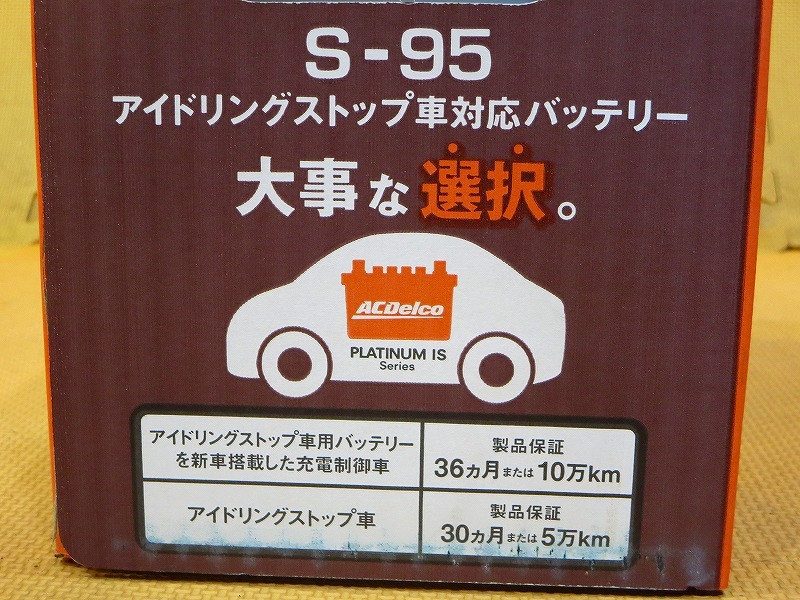 S-95
アイドリングストップ車対応バッテリー
大事な選択。
ACDelco
PLATINUM IS
Series
アイドリングストップ車用バッテリー
を新車搭載した充電制御車
製品保証
36ヵ月または10万km
アイドリングストップ車
製品保証
30ヵ月または5万km